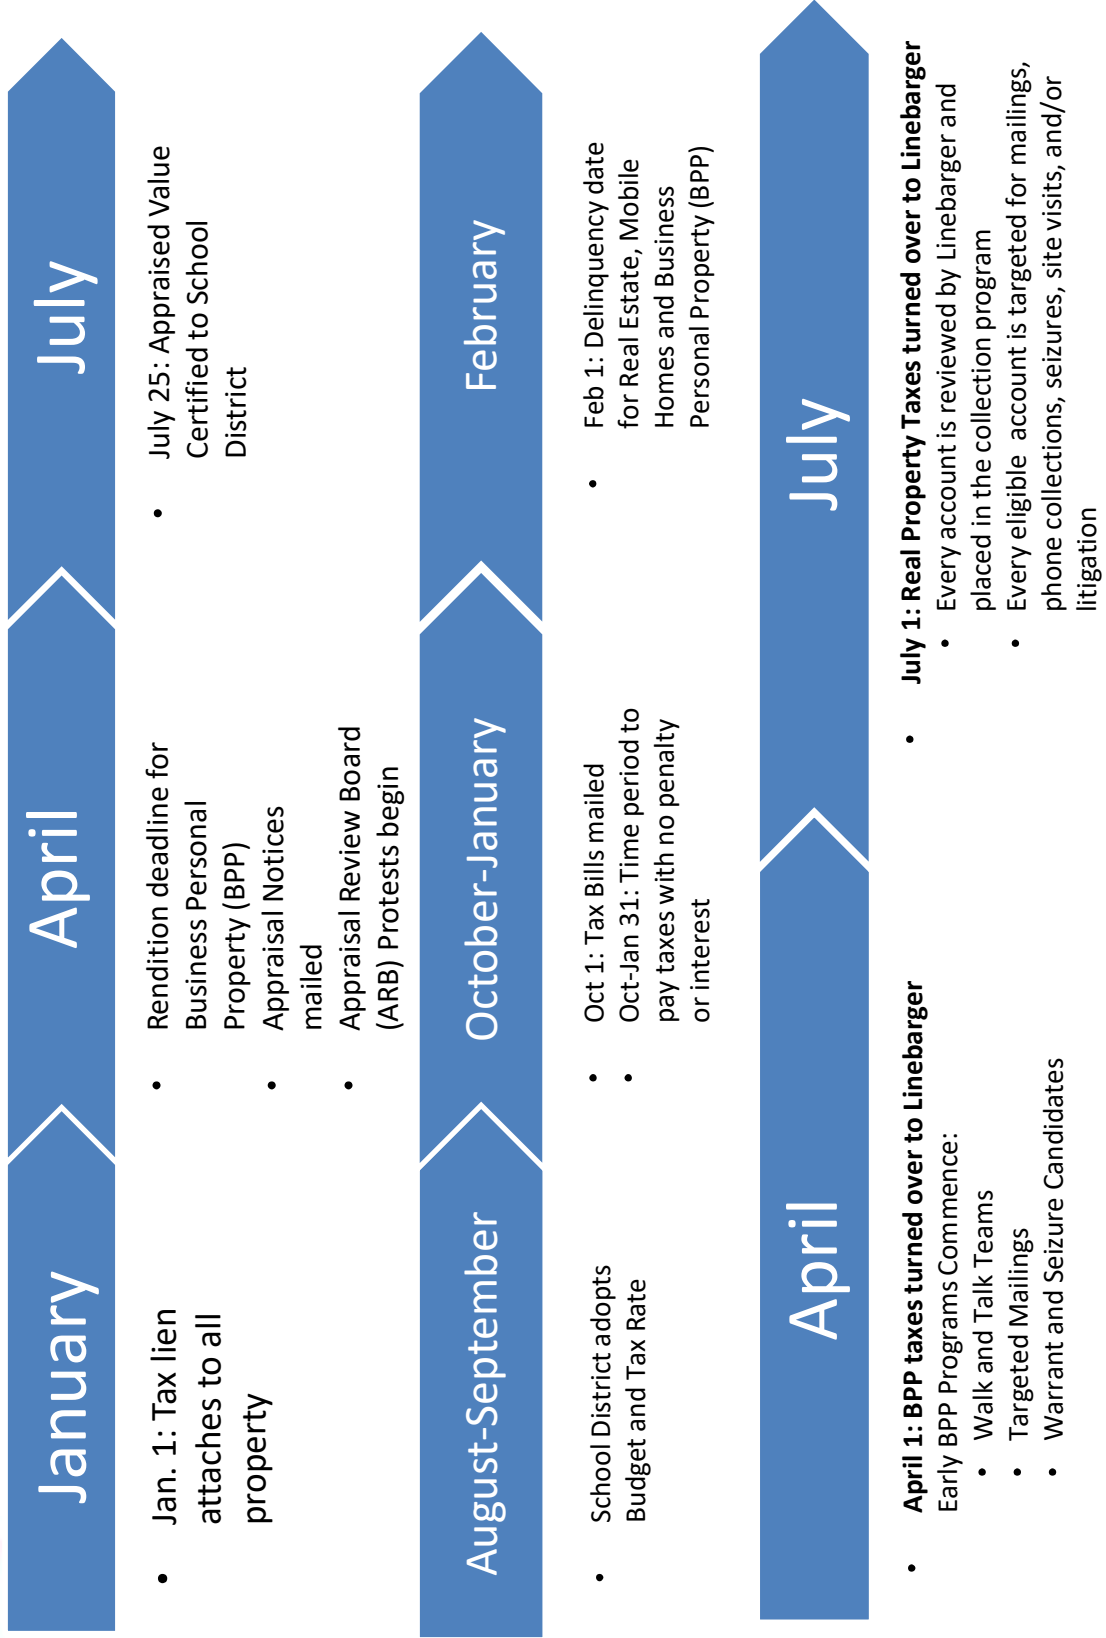 January
April
July
• Jan. 1: Tax lien
attaches to all
property
• Rendition deadline for
Business Personal
Property (BPP)
• Appraisal Notices
mailed
• Appraisal Review Board
(ARB) Protests begin
• July 25: Appraised Value
Certified to School
District
August-September
October-January
February
• School District adopts
Budget and Tax Rate
• Oct 1: Tax Bills mailed
• Oct-Jan 31: Time period to
pay taxes with no penalty
or interest
• Feb 1: Delinquency date
for Real Estate, Mobile
Homes and Business
Personal Property (BPP)
April
July
• April 1: BPP taxes turned over to Linebarger
Early BPP Programs Commence:
• Walk and Talk Teams
• Targeted Mailings
• Warrant and Seizure Candidates
• July 1: Real Property Taxes turned over to Linebarger
• Every account is reviewed by Linebarger and
placed in the collection program
• Every eligible account is targeted for mailings,
phone collections, seizures, site visits, and/or
litigation